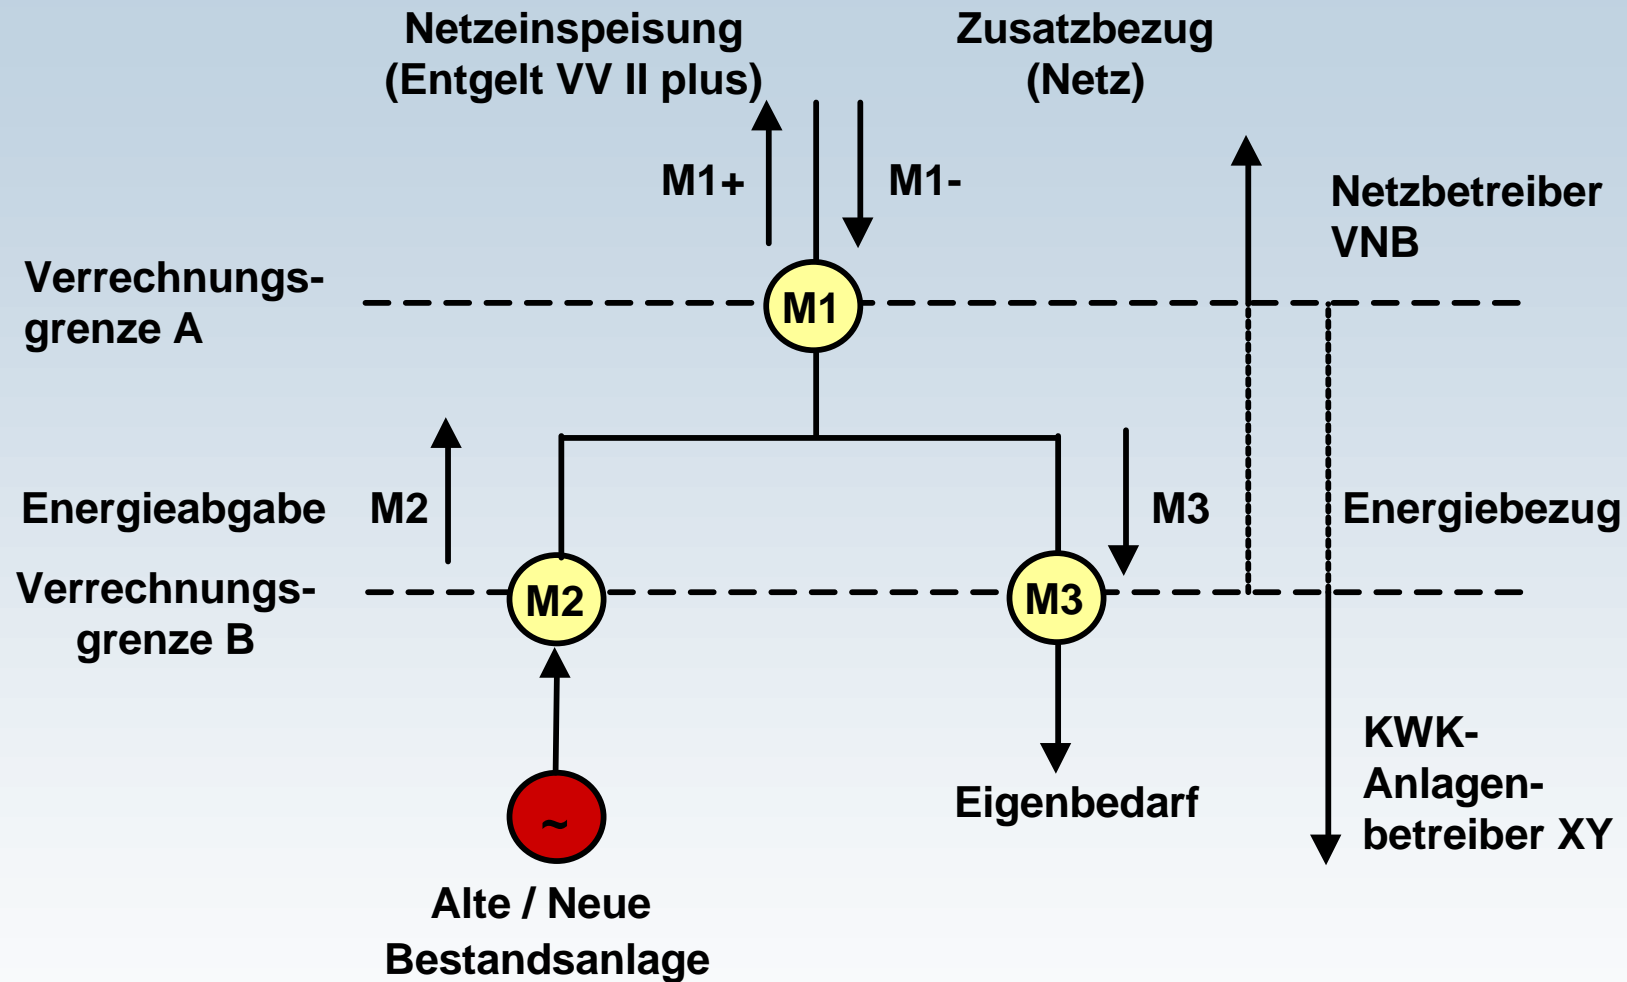 Netzeinspeisung
(Entgelt VV II plus)
Zusatzbezug
(Netz)
M1+
M1-
Netzbetreiber
VNB
Verrechnungs-
grenze A
M1
Energieabgabe
M2
M3
Energiebezug
Verrechnungs-
grenze B
M2
M3
KWK-
Anlagen-
betreiber XY
Eigenbedarf
~
Alte / Neue
Bestandsanlage